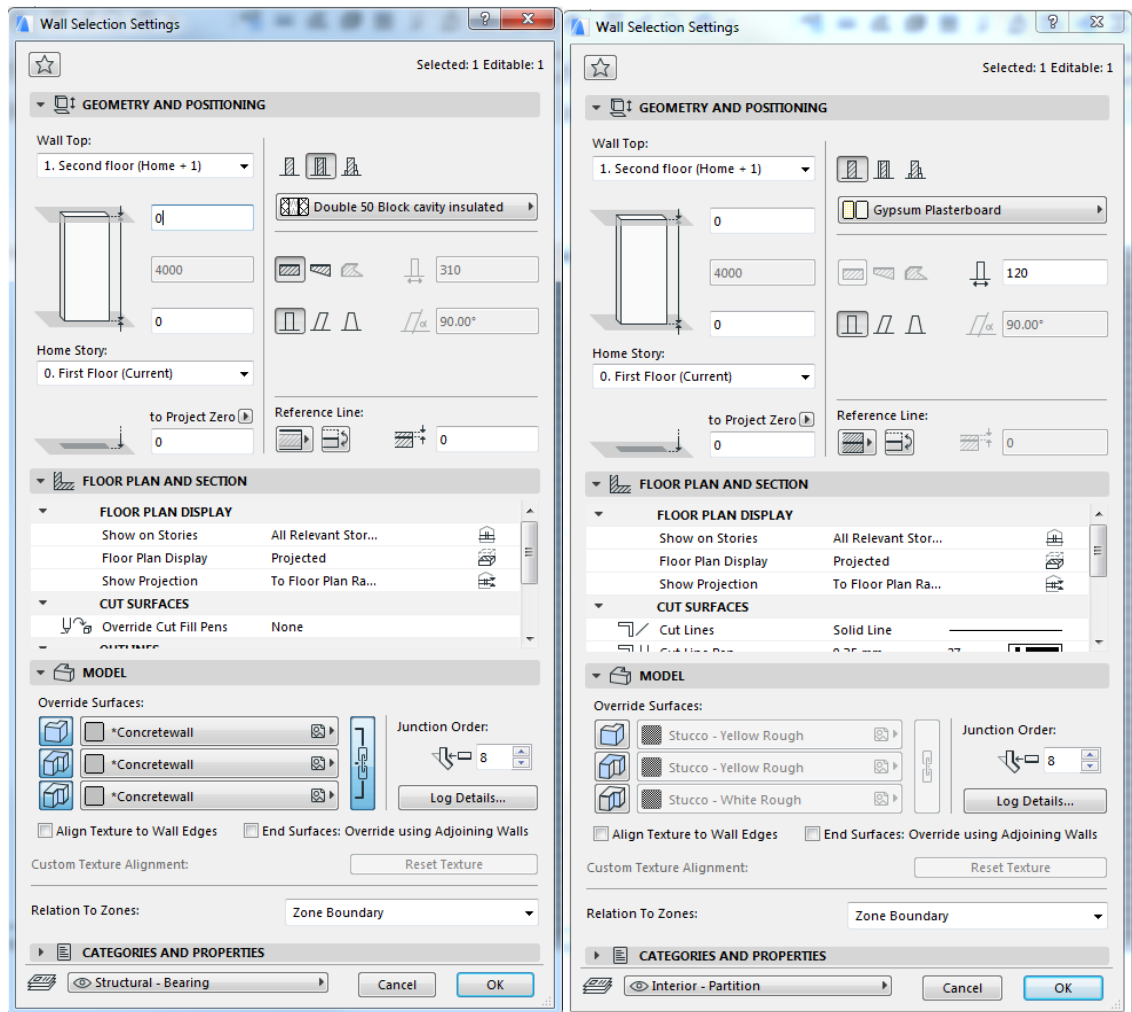 Wall Selection Settings
Selected: 1 Editable: 1
GEOMETRY AND POSITIONING
Wall Top:
1. Second floor (Home + 1)
Double 50 Block cavity insulated
0
4000
310
0
α 90.00°
Home Story:
0. First Floor (Current)
to Project Zero
Reference Line:
0
0
FLOOR PLAN AND SECTION
FLOOR PLAN DISPLAY
Show on Stories All Relevant Stor...
Floor Plan Display Projected
Show Projection To Floor Plan Ra...
CUT SURFACES
Override Cut Fill Pens None
OUTLINES
MODEL
Override Surfaces:
*Concretewall
Junction Order:
*Concretewall
8
*Concretewall
Log Details...
Align Texture to Wall Edges End Surfaces: Override using Adjoining Walls
Custom Texture Alignment: Reset Texture
Relation To Zones: Zone Boundary
CATEGORIES AND PROPERTIES
Structural - Bearing Cancel OK
Wall Selection Settings
Selected: 1 Editable: 1
GEOMETRY AND POSITIONING
Wall Top:
1. Second floor (Home + 1)
Gypsum Plasterboard
0
4000
120
0
α 90.00°
Home Story:
0. First Floor (Current)
to Project Zero
Reference Line:
0
0
FLOOR PLAN AND SECTION
FLOOR PLAN DISPLAY
Show on Stories All Relevant Stor...
Floor Plan Display Projected
Show Projection To Floor Plan Ra...
CUT SURFACES
Cut Lines Solid Line
Cut Line Pen 0.25 mm 27
MODEL
Override Surfaces:
Stucco - Yellow Rough
Junction Order:
Stucco - Yellow Rough
8
Stucco - White Rough
Log Details...
Align Texture to Wall Edges End Surfaces: Override using Adjoining Walls
Custom Texture Alignment: Reset Texture
Relation To Zones: Zone Boundary
CATEGORIES AND PROPERTIES
Interior - Partition Cancel OK